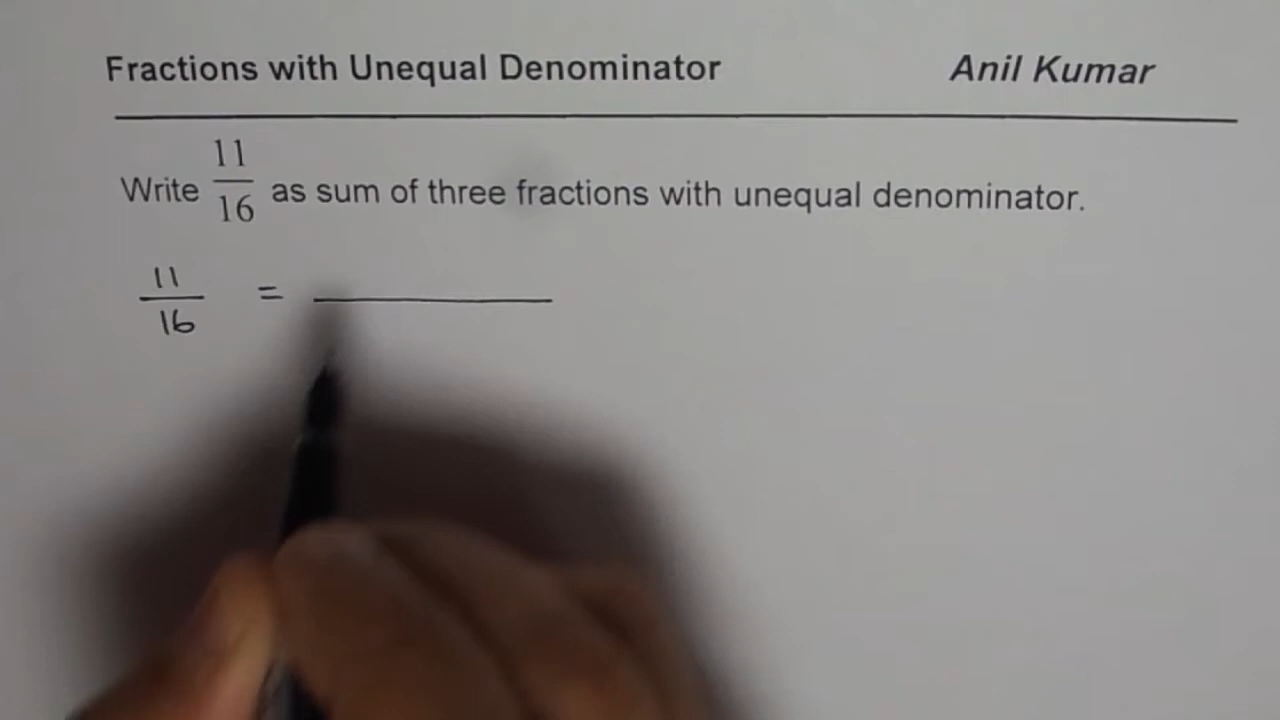 Fractions with Unequal Denominator Anil Kumar
Write 11/16 as sum of three fractions with unequal denominator.
11/16 =